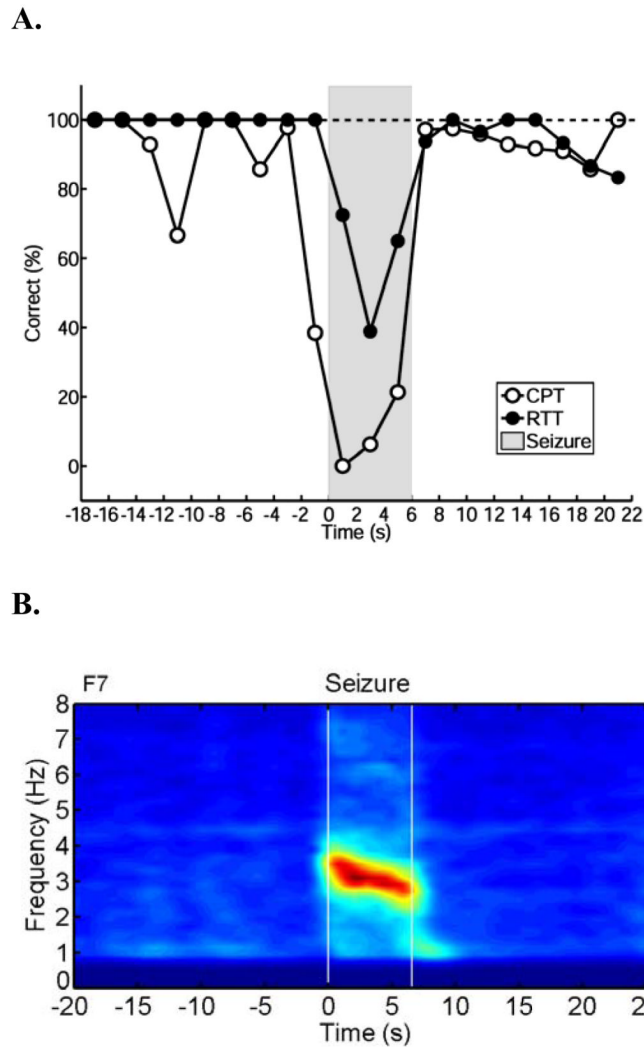 A.
100
80
60
40
20
0
Correct (%)
CPT
RTT
Seizure
-18 -16 -14 -12 -10 -8 -6 -4 -2 0 2 4 6 8 10 12 14 16 18 20 22
Time (s)
B.
F7 Seizure
8
7
6
5
4
3
2
1
0
Frequency (Hz)
-20 -15 -10 -5 0 5 10 15 20 25
Time (s)